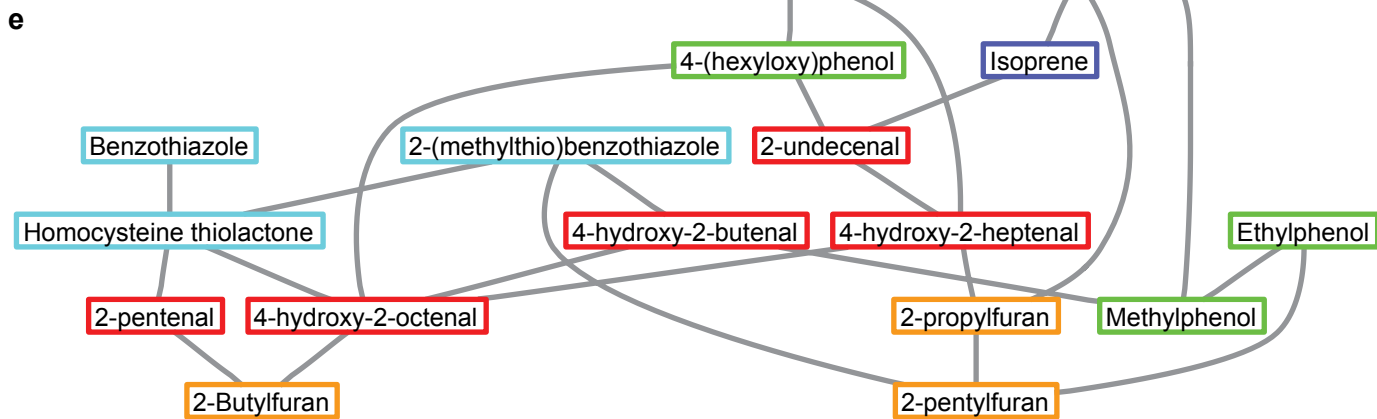 e
4-(hexyloxy)phenol
Isoprene
Benzothiazole
2-(methylthio)benzothiazole
2-undecenal
Homocysteine thiolactone
4-hydroxy-2-butenal
4-hydroxy-2-heptenal
Ethylphenol
2-pentenal
4-hydroxy-2-octenal
2-propylfuran
Methylphenol
2-Butylfuran
2-pentylfuran